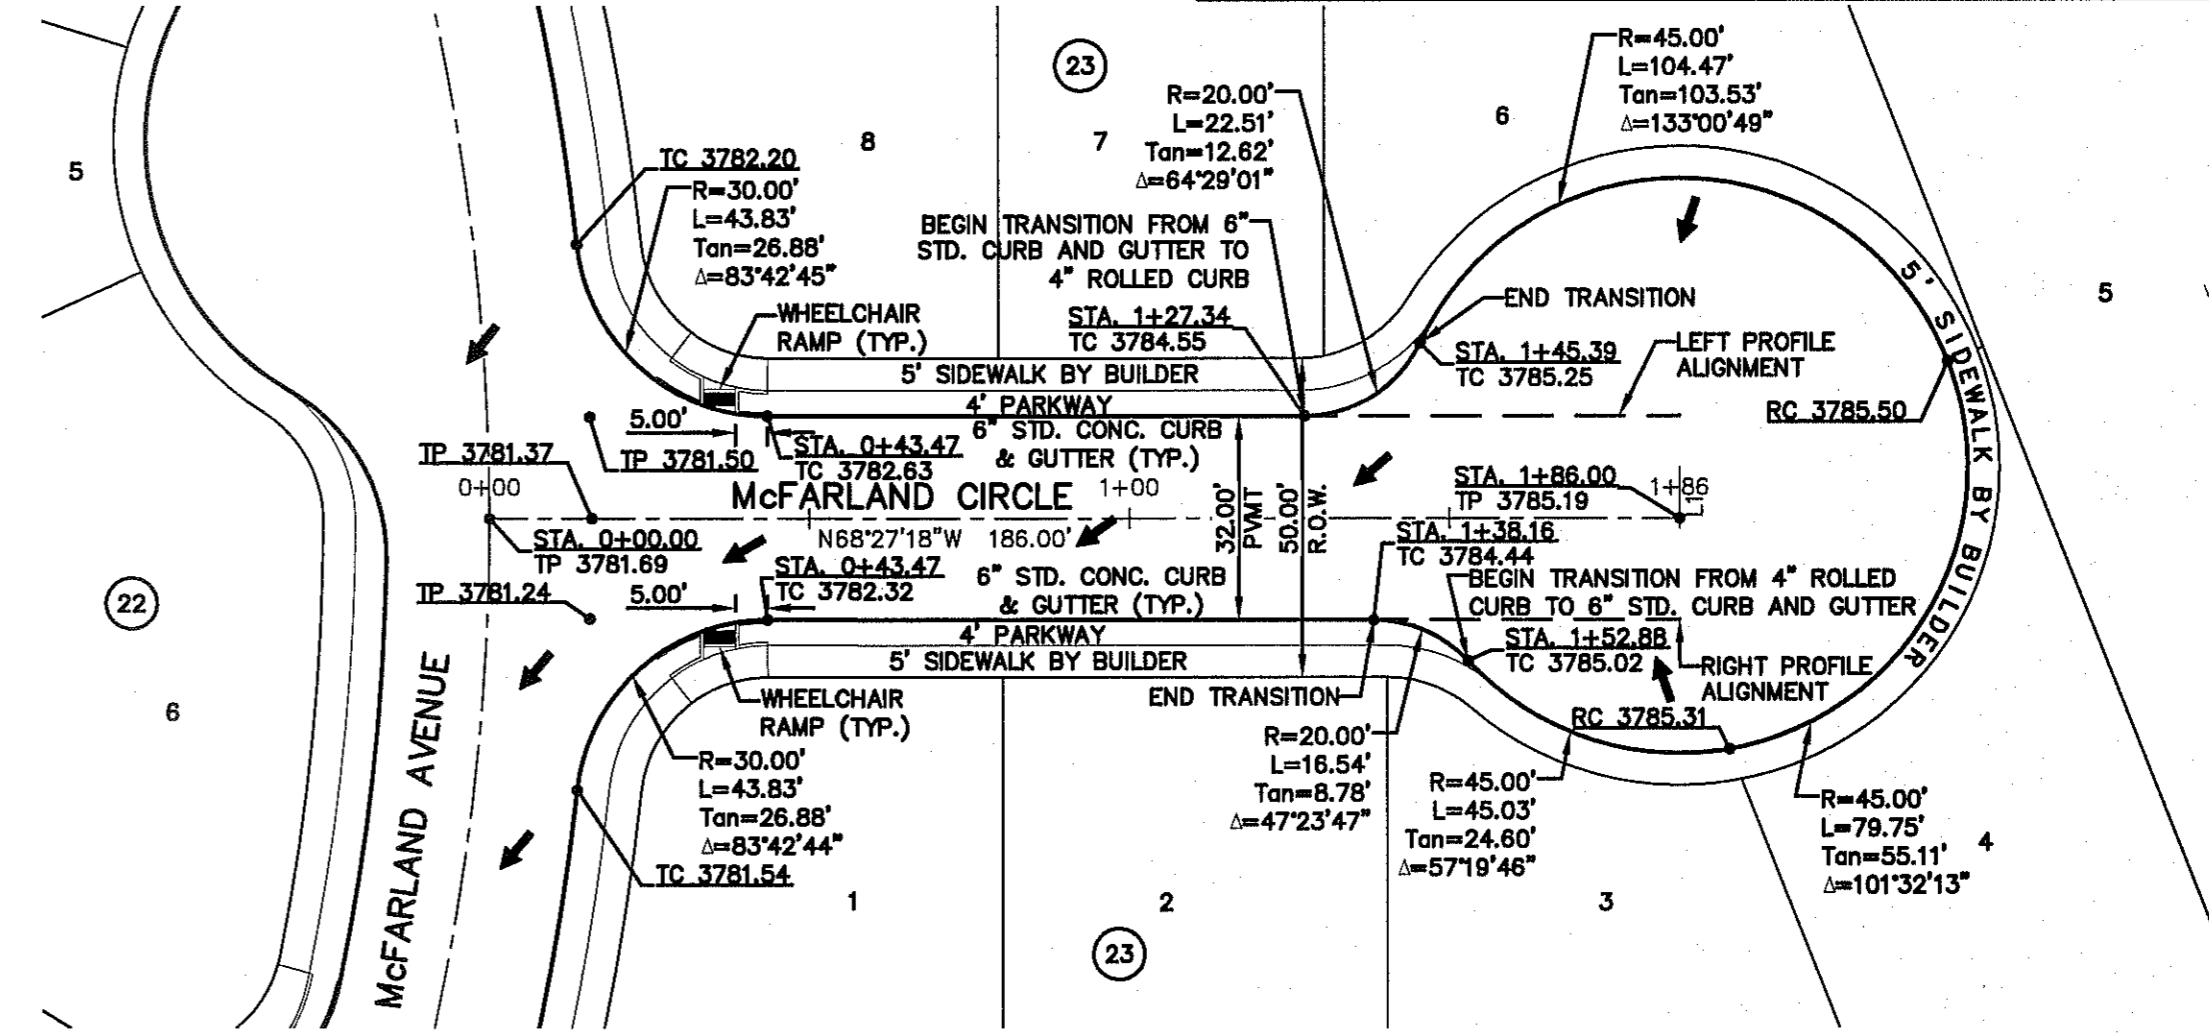 R=45.00'
L=104.47'
Tan=103.53'
Δ=133°00'49"
23
R=20.00'
L=22.51'
Tan=12.62'
Δ=64°29'01"
6
7
8
5
TC 3782.20
R=30.00'
L=43.83'
Tan=26.88'
Δ=83°42'45"
BEGIN TRANSITION FROM 6"
STD. CURB AND GUTTER TO
4" ROLLED CURB
WHEELCHAIR
RAMP (TYP.)
STA. 1+27.34
TC 3784.55
END TRANSITION
STA. 1+45.39
TC 3785.25
LEFT PROFILE
ALIGNMENT
5
5' SIDEWALK BY BUILDER
RC 3785.50
5' SIDEWALK BY BUILDER
4' PARKWAY
6" STD. CONC. CURB
& GUTTER (TYP.)
5.00'
TP 3781.50
STA. 0+43.47
TC 3782.63
TP 3781.37
0+00
McFARLAND CIRCLE
1+00
STA. 1+86.00
TP 3785.19
1+86
32.00'
PVMT
50.00'
R.O.W.
STA. 0+00.00
TP 3781.69
N68°27'18"W 186.00'
STA. 1+38.16
TC 3784.44
TP 3781.24
5.00'
STA. 0+43.47
TC 3782.32
6" STD. CONC. CURB
& GUTTER (TYP.)
BEGIN TRANSITION FROM 4" ROLLED
CURB TO 6" STD. CURB AND GUTTER
22
4' PARKWAY
5' SIDEWALK BY BUILDER
STA. 1+52.88
TC 3785.02
RIGHT PROFILE
ALIGNMENT
6
McFARLAND AVENUE
WHEELCHAIR
RAMP (TYP.)
END TRANSITION
RC 3785.31
R=30.00'
L=43.83'
Tan=26.88'
Δ=83°42'44"
TC 3781.54
R=20.00'
L=16.54'
Tan=8.78'
Δ=47°23'47"
R=45.00'
L=45.03'
Tan=24.60'
Δ=57°19'46"
R=45.00'
L=79.75'
Tan=55.11'
Δ=101°32'13"
4
1
2
3
23